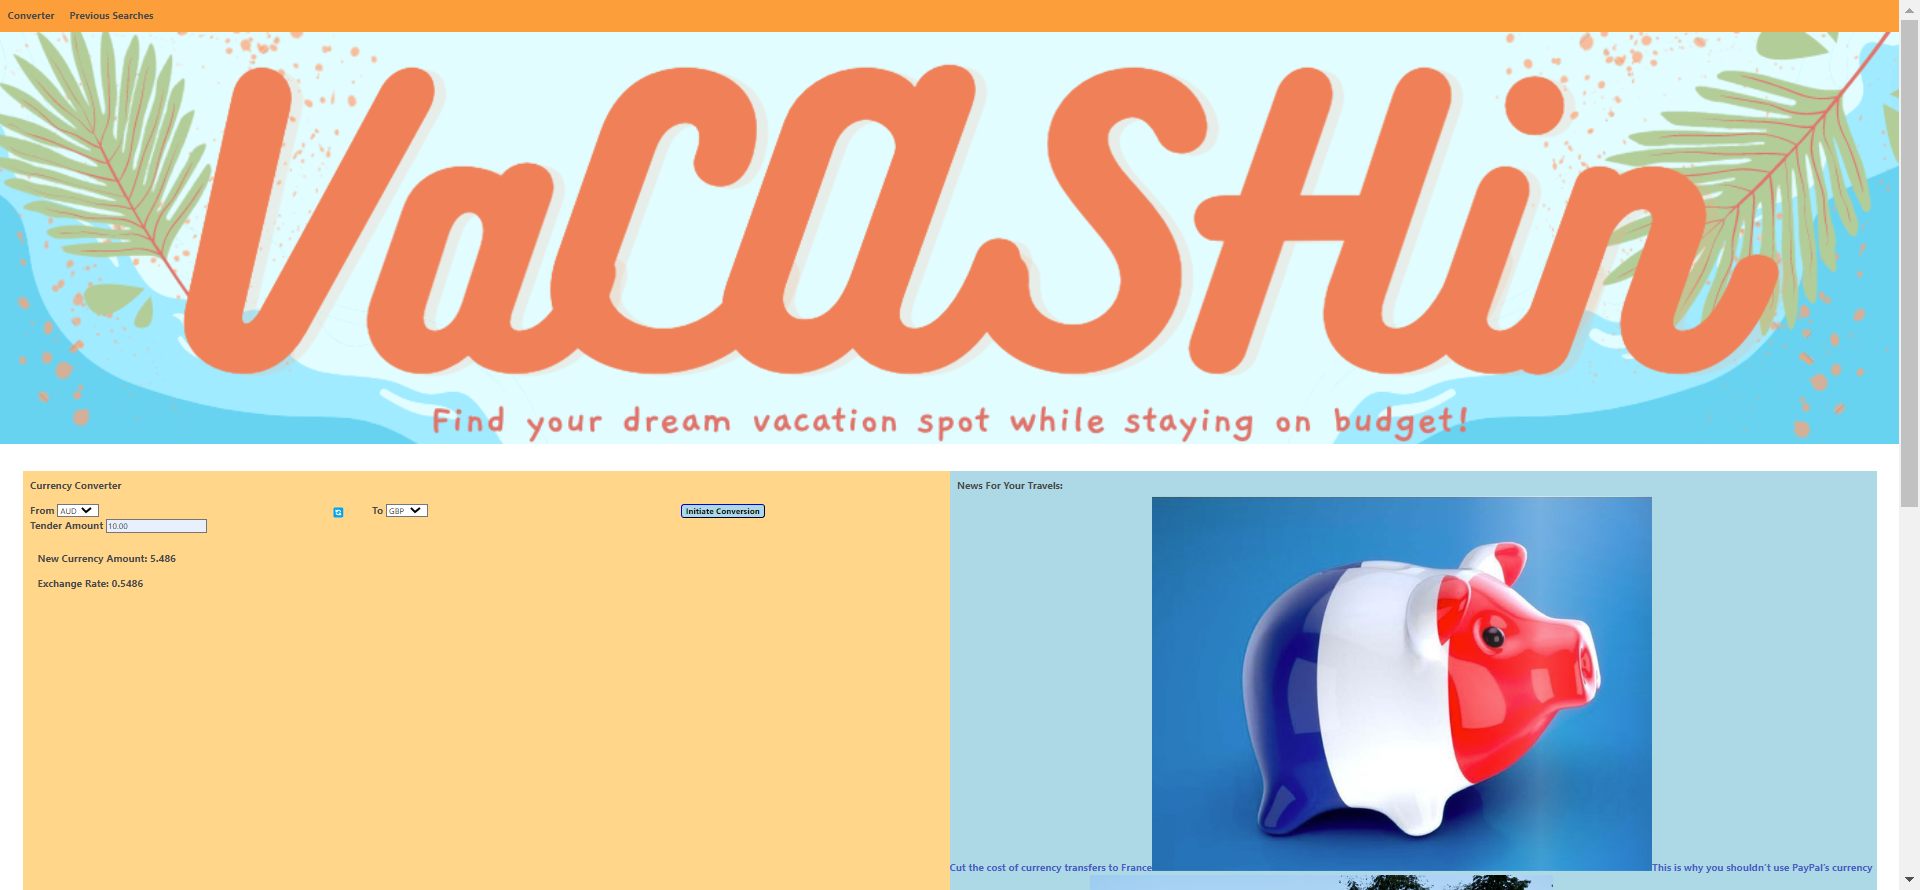 Converter Previous Searches
VaCASHin
Find your dream vacation spot while staying on budget!
Currency Converter
From AUD To GBP Initiate Conversion
Tender Amount 10.00
New Currency Amount: 5.486
Exchange Rate: 0.5486
News For Your Travels:
Cut the cost of currency transfers to France
This is why you shouldn't use PayPal's currency